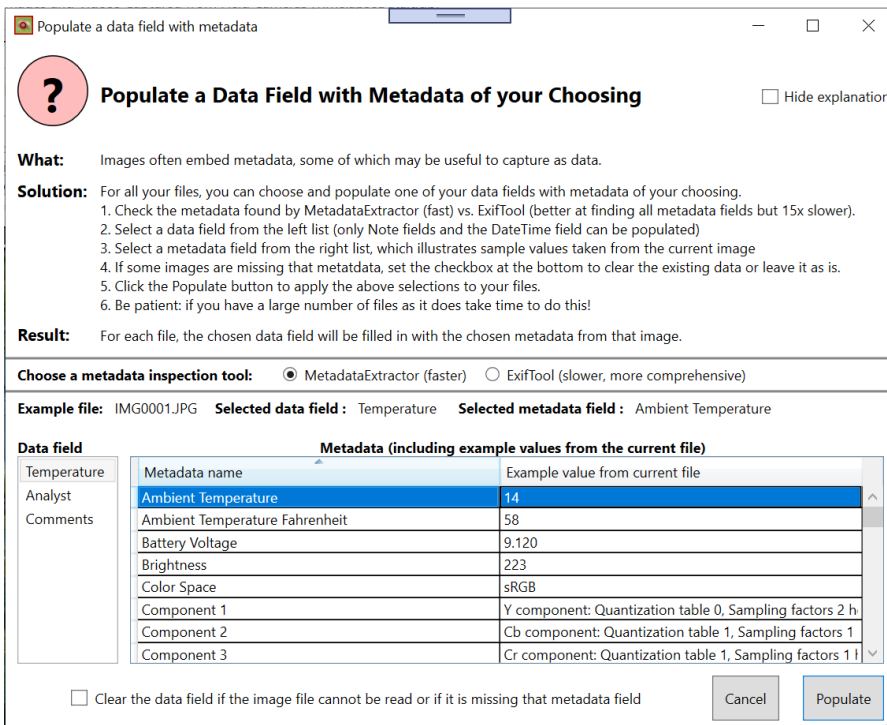 Populate a data field with metadata
?
Populate a Data Field with Metadata of your Choosing
Hide explanation
What: Images often embed metadata, some of which may be useful to capture as data.
Solution: For all your files, you can choose and populate one of your data fields with metadata of your choosing.
1. Check the metadata found by MetadataExtractor (fast) vs. ExifTool (better at finding all metadata fields but 15x slower).
2. Select a data field from the left list (only Note fields and the DateTime field can be populated)
3. Select a metadata field from the right list, which illustrates sample values taken from the current image
4. If some images are missing that metatdata, set the checkbox at the bottom to clear the existing data or leave it as is.
5. Click the Populate button to apply the above selections to your files.
6. Be patient: if you have a large number of files as it does take time to do this!
Result: For each file, the chosen data field will be filled in with the chosen metadata from that image.
Choose a metadata inspection tool: MetadataExtractor (faster) ExifTool (slower, more comprehensive)
Example file: IMG0001.JPG Selected data field : Temperature Selected metadata field : Ambient Temperature
Data field Metadata (including example values from the current file)
Temperature Metadata name Example value from current file
Analyst Ambient Temperature 14
Comments Ambient Temperature Fahrenheit 58
Battery Voltage 9.120
Brightness 223
Color Space sRGB
Component 1 Y component: Quantization table 0, Sampling factors 2 h
Component 2 Cb component: Quantization table 1, Sampling factors 1
Component 3 Cr component: Quantization table 1, Sampling factors 1 h
Clear the data field if the image file cannot be read or if it is missing that metadata field
Cancel Populate